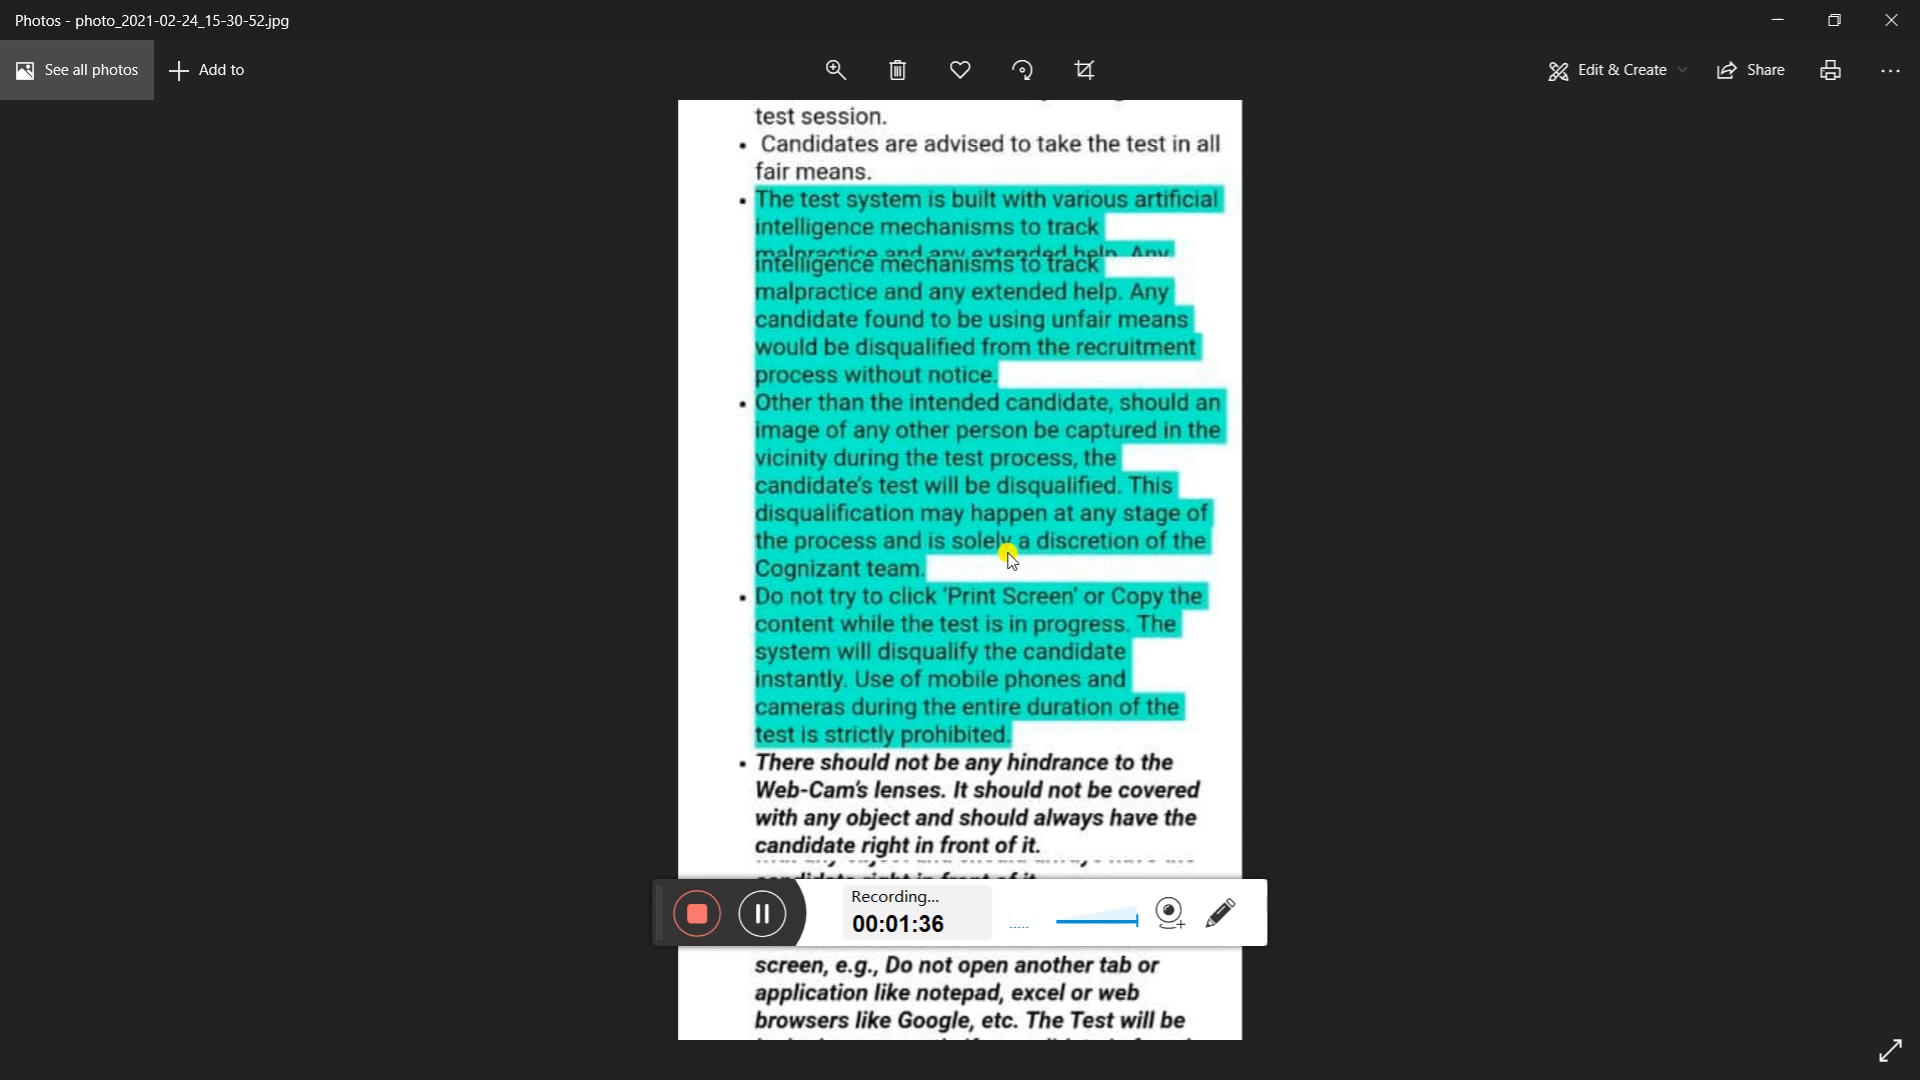 Photos - photo_2021-02-24_15-30-52.jpg
See all photos
Add to
Edit & Create
Share
test session.
• Candidates are advised to take the test in all
fair means.
• The test system is built with various artificial
intelligence mechanisms to track
malpractice and any extended help. Any
intelligence mechanisms to track
malpractice and any extended help. Any
candidate found to be using unfair means
would be disqualified from the recruitment
process without notice.
• Other than the intended candidate, should an
image of any other person be captured in the
vicinity during the test process, the
candidate's test will be disqualified. This
disqualification may happen at any stage of
the process and is solely a discretion of the
Cognizant team.
• Do not try to click 'Print Screen' or Copy the
content while the test is in progress. The
system will disqualify the candidate
instantly. Use of mobile phones and
cameras during the entire duration of the
test is strictly prohibited.
• There should not be any hindrance to the
Web-Cam's lenses. It should not be covered
with any object and should always have the
candidate right in front of it.
Recording...
00:01:36
screen, e.g., Do not open another tab or
application like notepad, excel or web
browsers like Google, etc. The Test will be